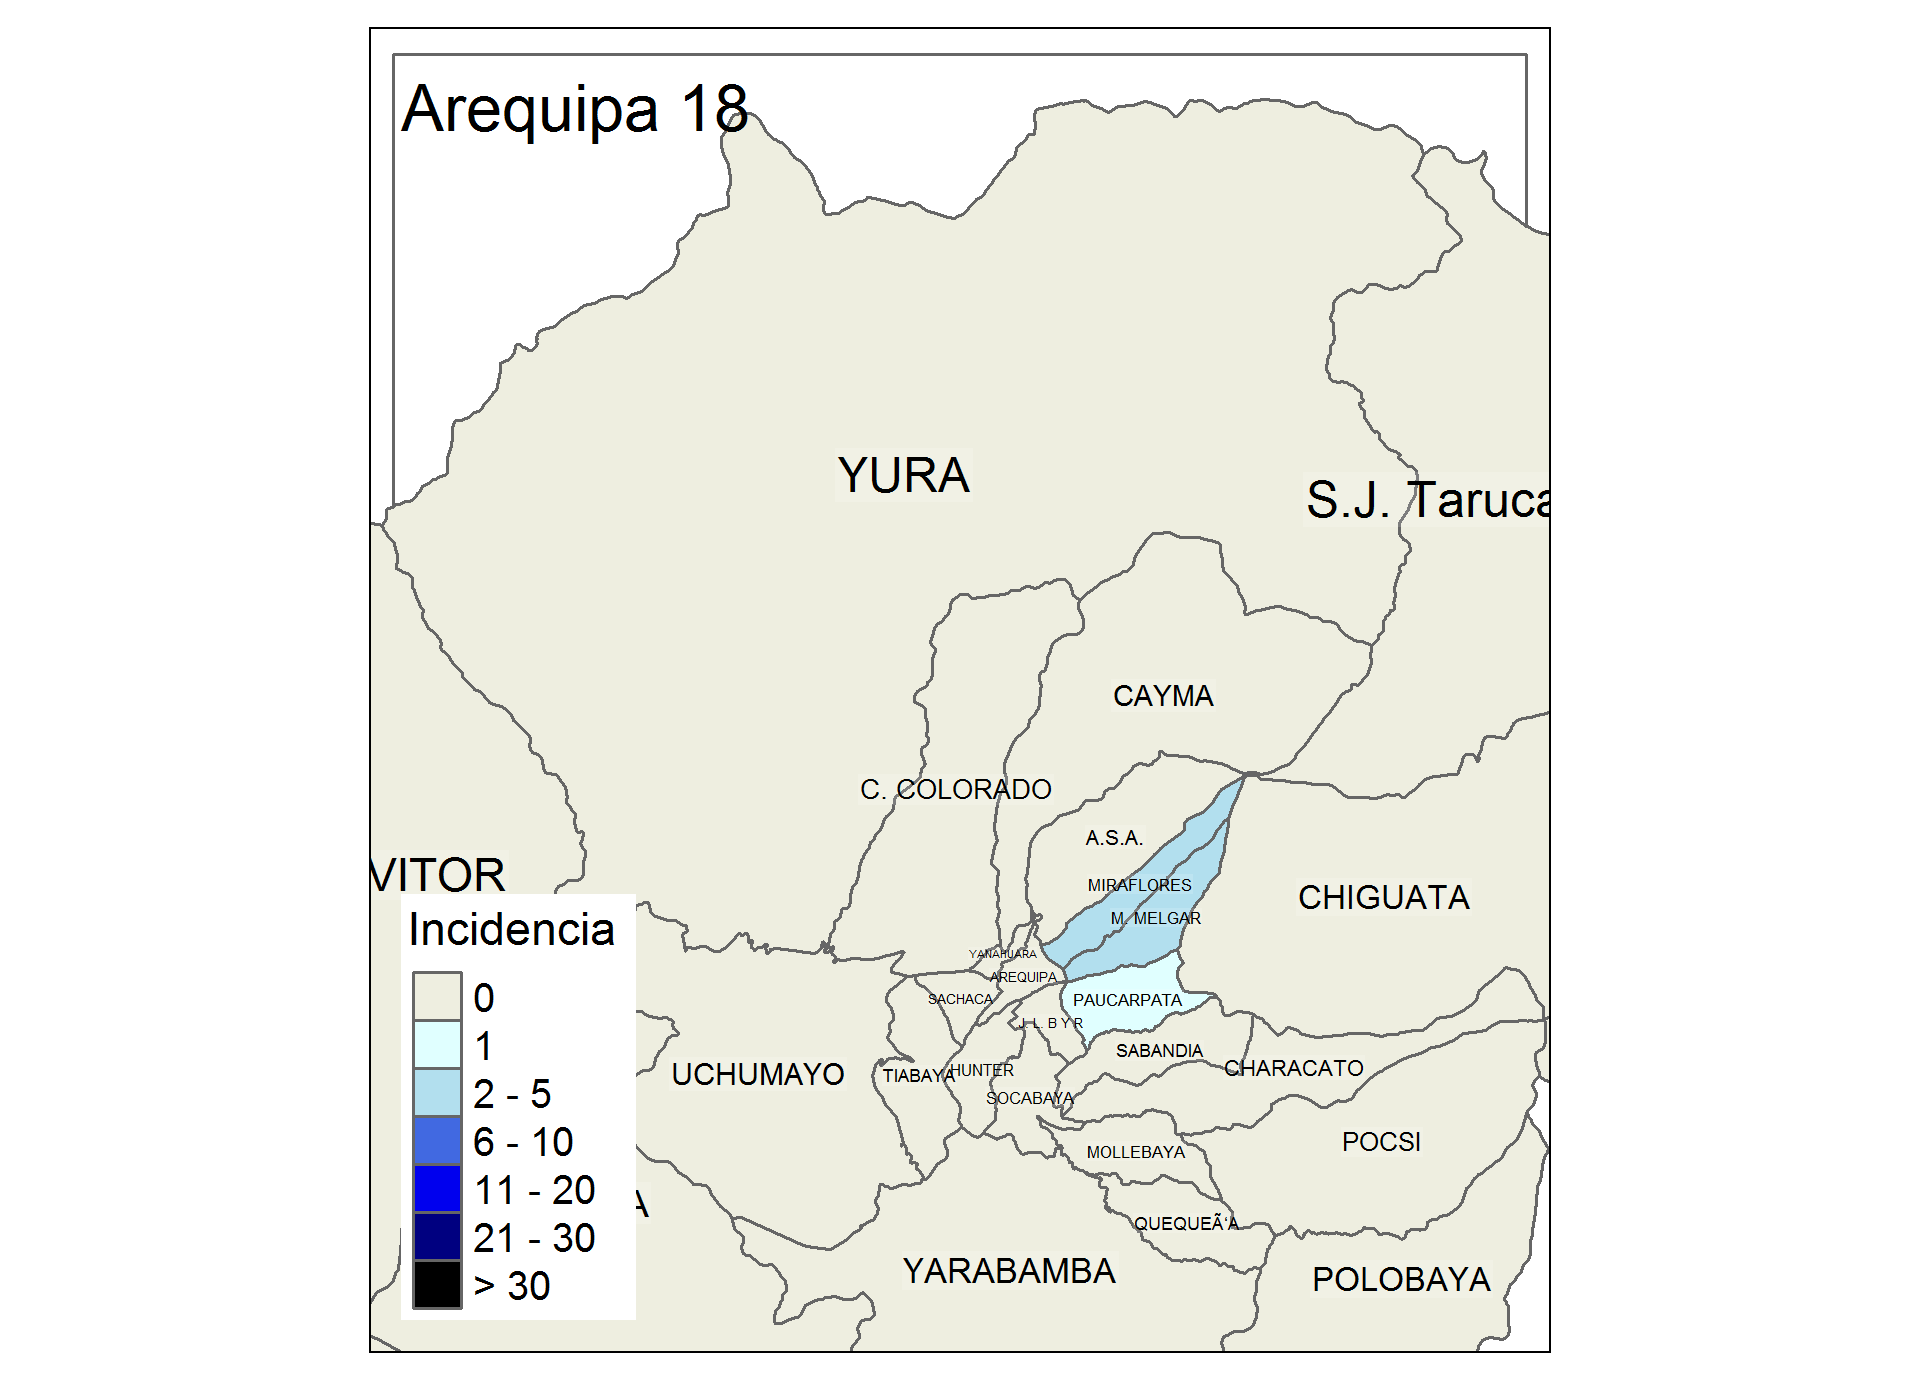 Arequipa 18
YURA
S.J. Taruca
CAYMA
C. COLORADO
A.S.A.
VITOR
MIRAFLORES
CHIGUATA
M. MELGAR
Incidencia
YANAHUARA
AREQUIPA
SACHACA
PAUCARPATA
0
J. L. B Y R
1
SABANDIA
UCHUMAYO
TIABAYA
HUNTER
CHARACATO
2 - 5
SOCABAYA
6 - 10
MOLLEBAYA
POCSI
11 - 20
A
QUEQUEÃ‘A
21 - 30
YARABAMBA
POLOBAYA
> 30